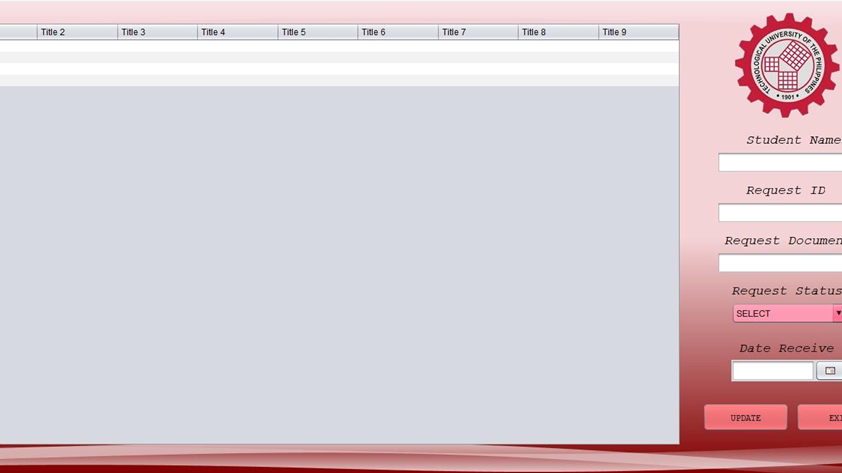 Title 2 Title 3 Title 4 Title 5 Title 6 Title 7 Title 8 Title 9
TECHNOLOGICAL UNIVERSITY OF THE PHILIPPINES
• 1901 •
Student Name
Request ID
Request Documen
Request Status
SELECT
Date Receive
UPDATE EXI